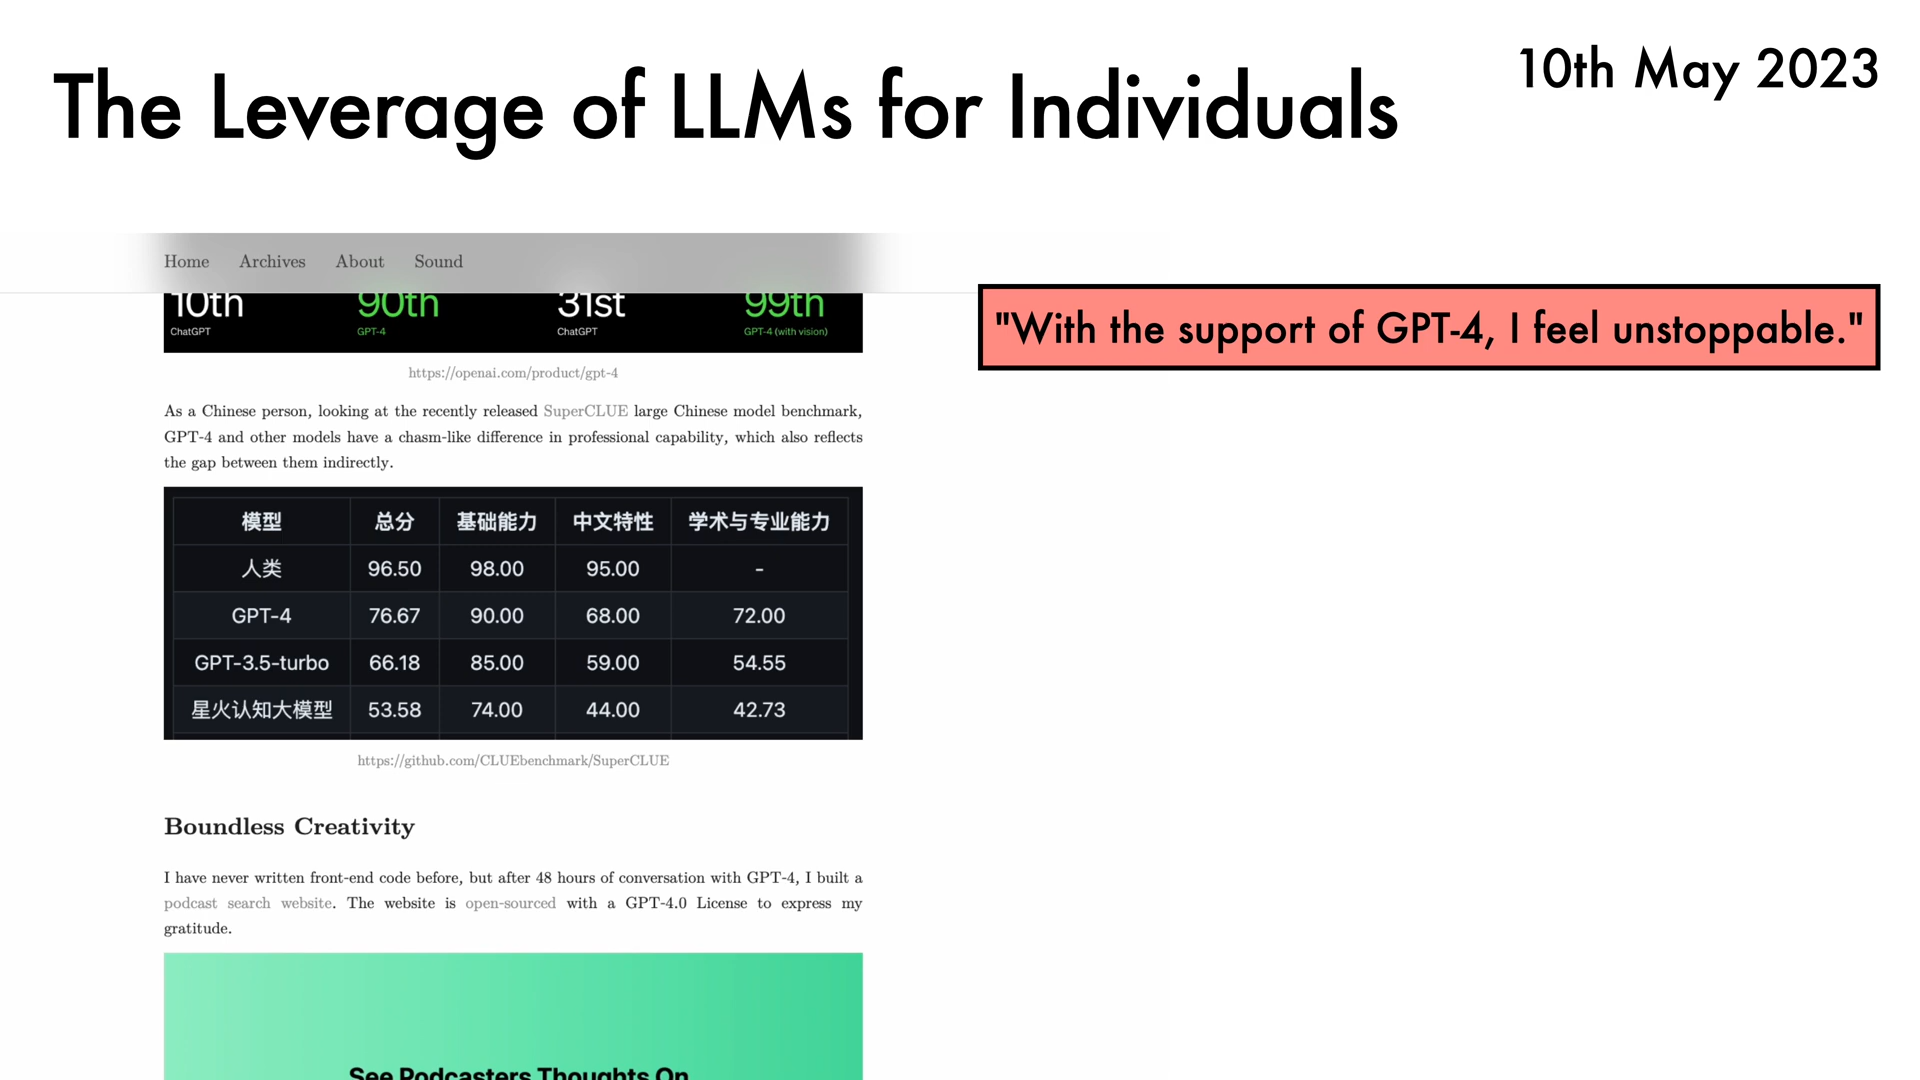 The Leverage of LLMs for Individuals
10th May 2023
Home Archives About Sound
10th 90th 31st 99th
ChatGPT GPT-4 ChatGPT GPT-4 (with vision)
"With the support of GPT-4, I feel unstoppable."
https://openai.com/product/gpt-4
As a Chinese person, looking at the recently released SuperCLUE large Chinese model benchmark,
GPT-4 and other models have a chasm-like difference in professional capability, which also reflects
the gap between them indirectly.
模型 总分 基础能力 中文特性 学术与专业能力
人类 96.50 98.00 95.00 -
GPT-4 76.67 90.00 68.00 72.00
GPT-3.5-turbo 66.18 85.00 59.00 54.55
星火认知大模型 53.58 74.00 44.00 42.73
https://github.com/CLUEbenchmark/SuperCLUE
Boundless Creativity
I have never written front-end code before, but after 48 hours of conversation with GPT-4, I built a
podcast search website. The website is open-sourced with a GPT-4.0 License to express my
gratitude.
See Podcasters Thoughts On